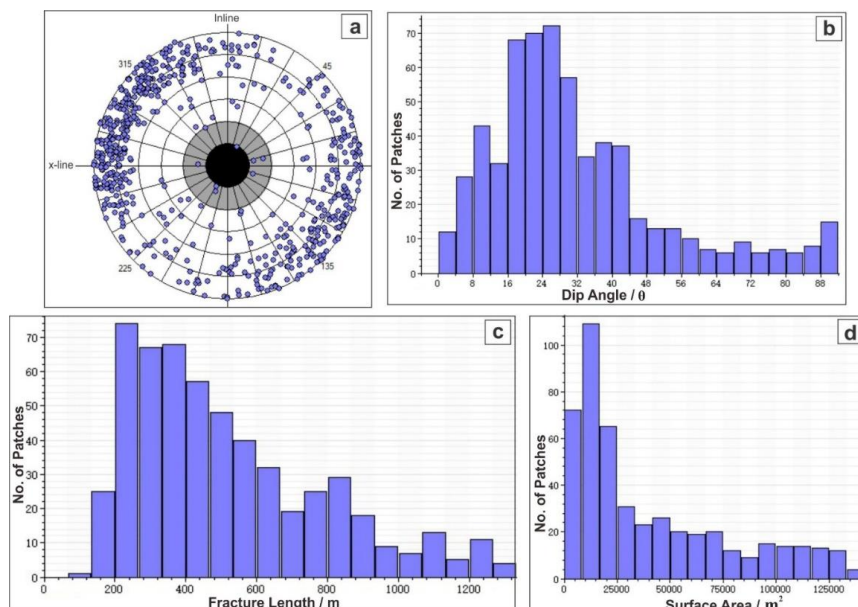 Inline
a
315
45
x-line
225
135
b
No. of Patches
70
60
50
40
30
20
10
0
0 8 16 24 32 40 48 56 64 72 80 88
Dip Angle / θ
c
No. of Patches
70
60
50
40
30
20
10
0
0 200 400 600 800 1000 1200
Fracture Length / m
d
No. of Patches
100
80
60
40
20
0
0 25000 50000 75000 100000 125000
Surface Area / m²